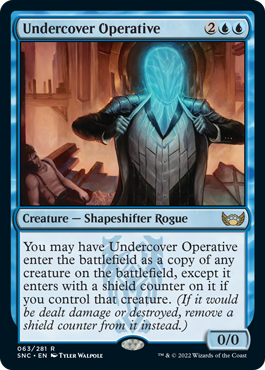 Undercover Operative 2
Creature — Shapeshifter Rogue
You may have Undercover Operative
enter the battlefield as a copy of any
creature on the battlefield, except it
enters with a shield counter on it if
you control that creature. (If it would
be dealt damage or destroyed, remove a
shield counter from it instead.)
0/0
063/281 R
SNC • EN Tyler Walpole ™ & © 2022 Wizards of the Coast